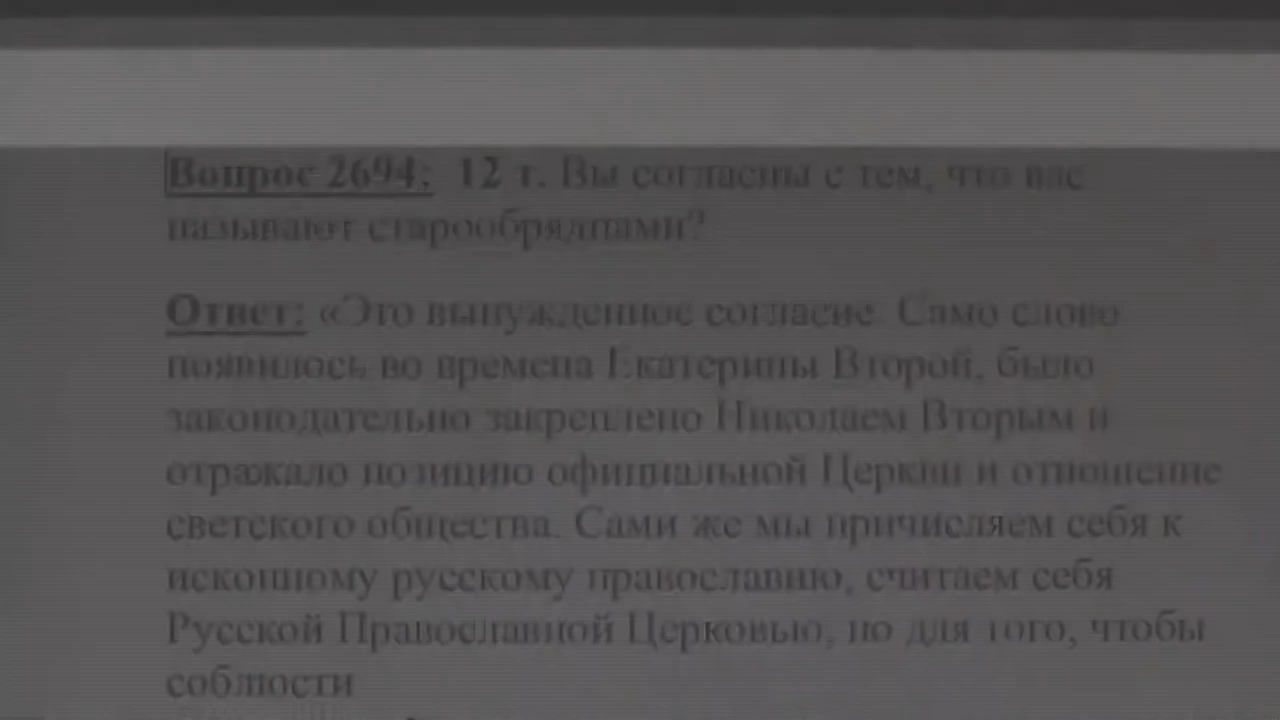 Вопрос 2694: 12 т. Вы согласны с тем, что вас
называют старообрядцами?
Ответ: «Это вынужденное согласие. Само слово
появилось во времена Екатерины Второй, было
законодательно закреплено Николаем Вторым и
отражало позицию официальной Церкви и отношение
светского общества. Сами же мы причисляем себя к
исконному русскому православию, считаем себя
Русской Православной Церковью, но для того, чтобы
соблюсти